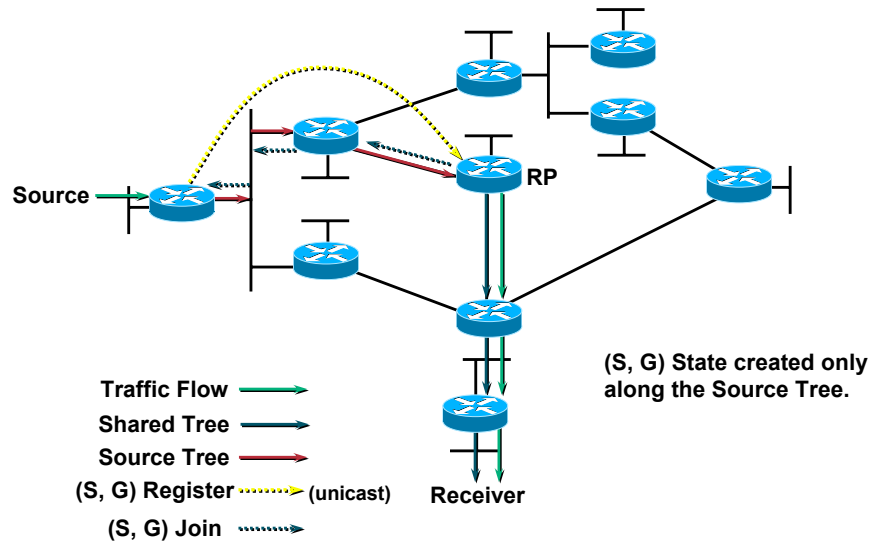 RP
Source
(S, G) State created only
along the Source Tree.
Traffic Flow
Shared Tree
Source Tree
(S, G) Register
(unicast)
Receiver
(S, G) Join